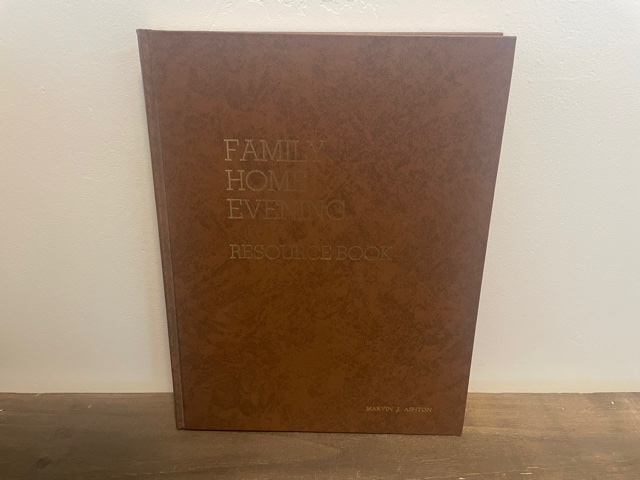 FAMILY
HOME
EVENING
RESOURCE BOOK
MARVIN J. ASHTON